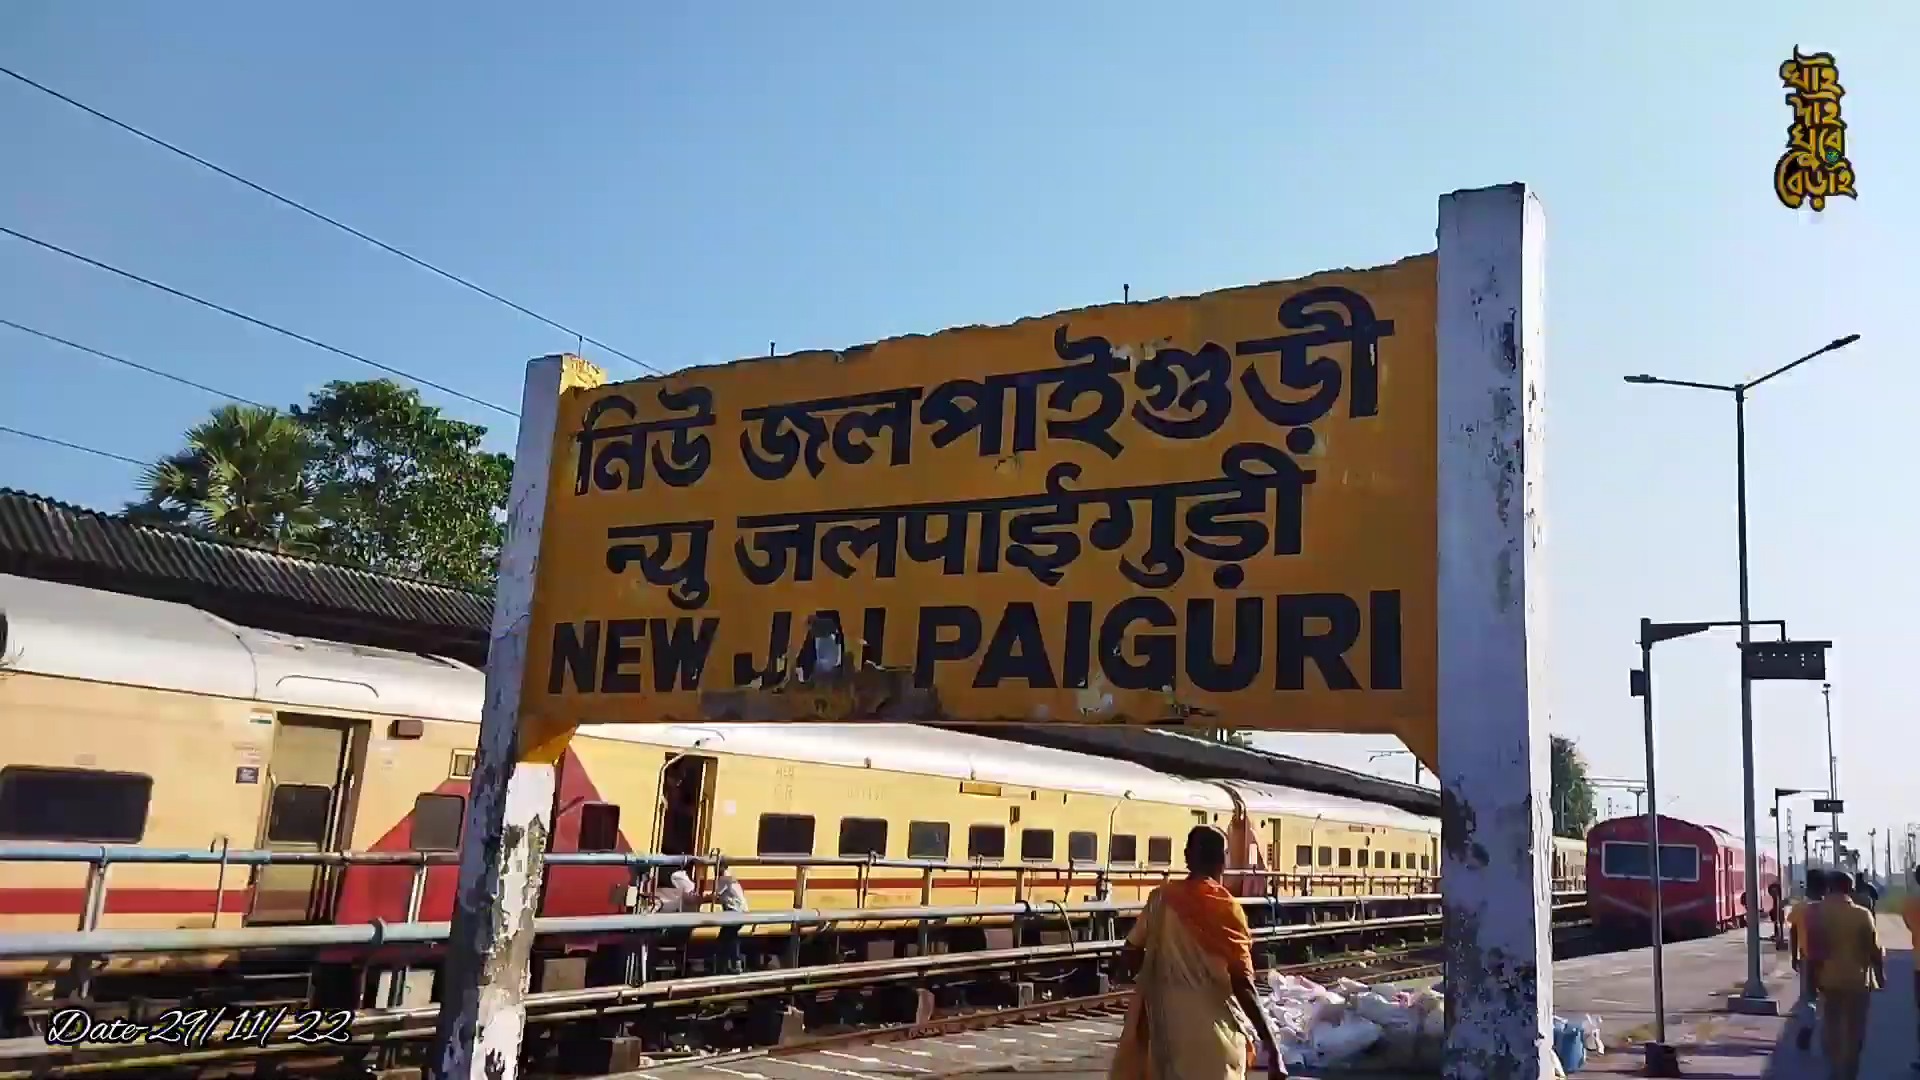 খাই
দাই
ঘুরে
বেড়াই
নিউ জলপাইগুড়ী
न्यु जलपाईगुड़ी
NEW JALPAIGURI
Date-29/11/22